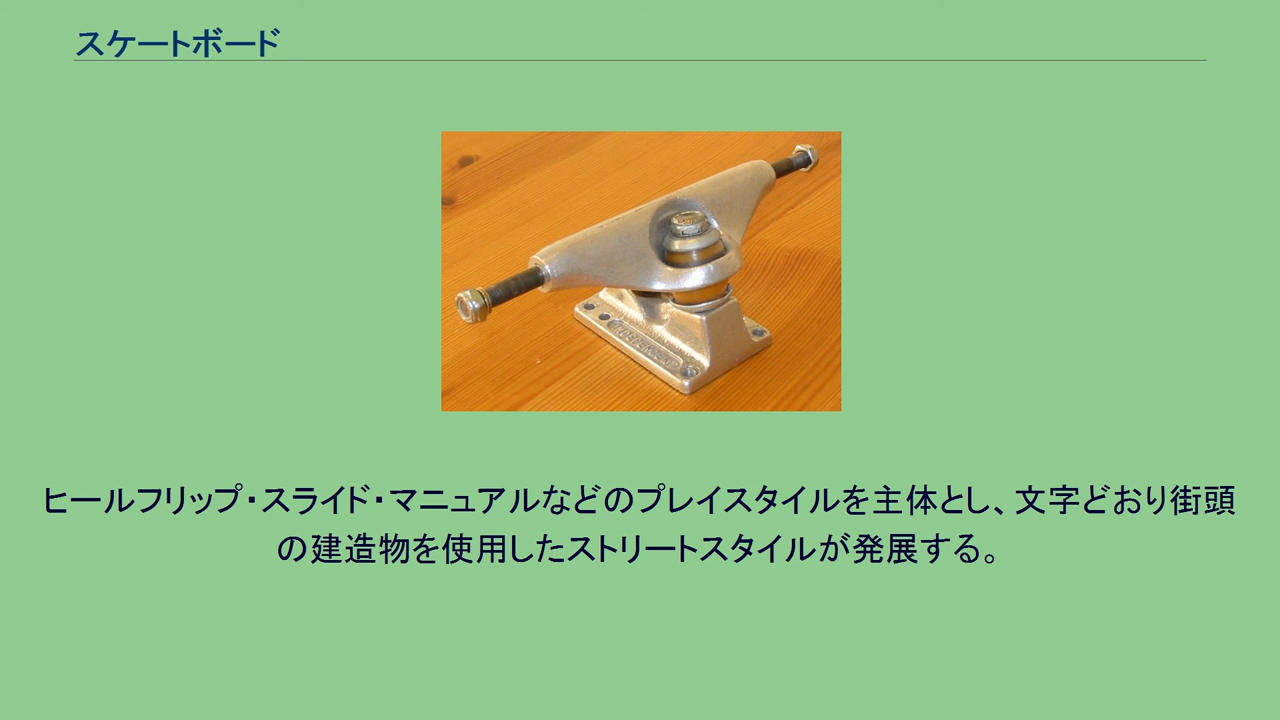 スケートボード
INDEPENDENT
ヒールフリップ・スライド・マニュアルなどのプレイスタイルを主体とし、文字どおり街頭
の建造物を使用したストリートスタイルが発展する。